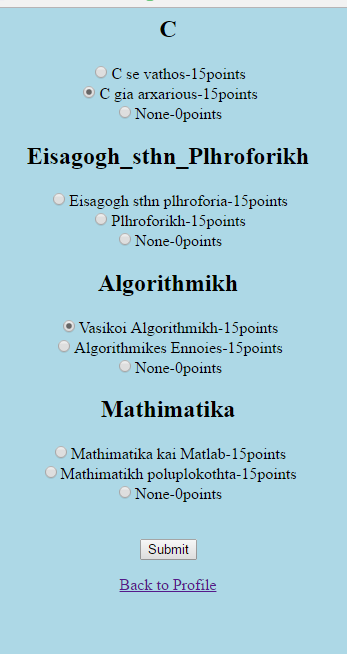 C
C se vathos-15points
C gia arxarious-15points
None-0points
Eisagogh_sthn_Plhroforikh
Eisagogh sthn plhroforia-15points
Plhroforikh-15points
None-0points
Algorithmikh
Vasikoi Algorithmikh-15points
Algorithmikes Ennoies-15points
None-0points
Mathimatika
Mathimatika kai Matlab-15points
Mathimatikh poluplokothta-15points
None-0points
Submit
Back to Profile